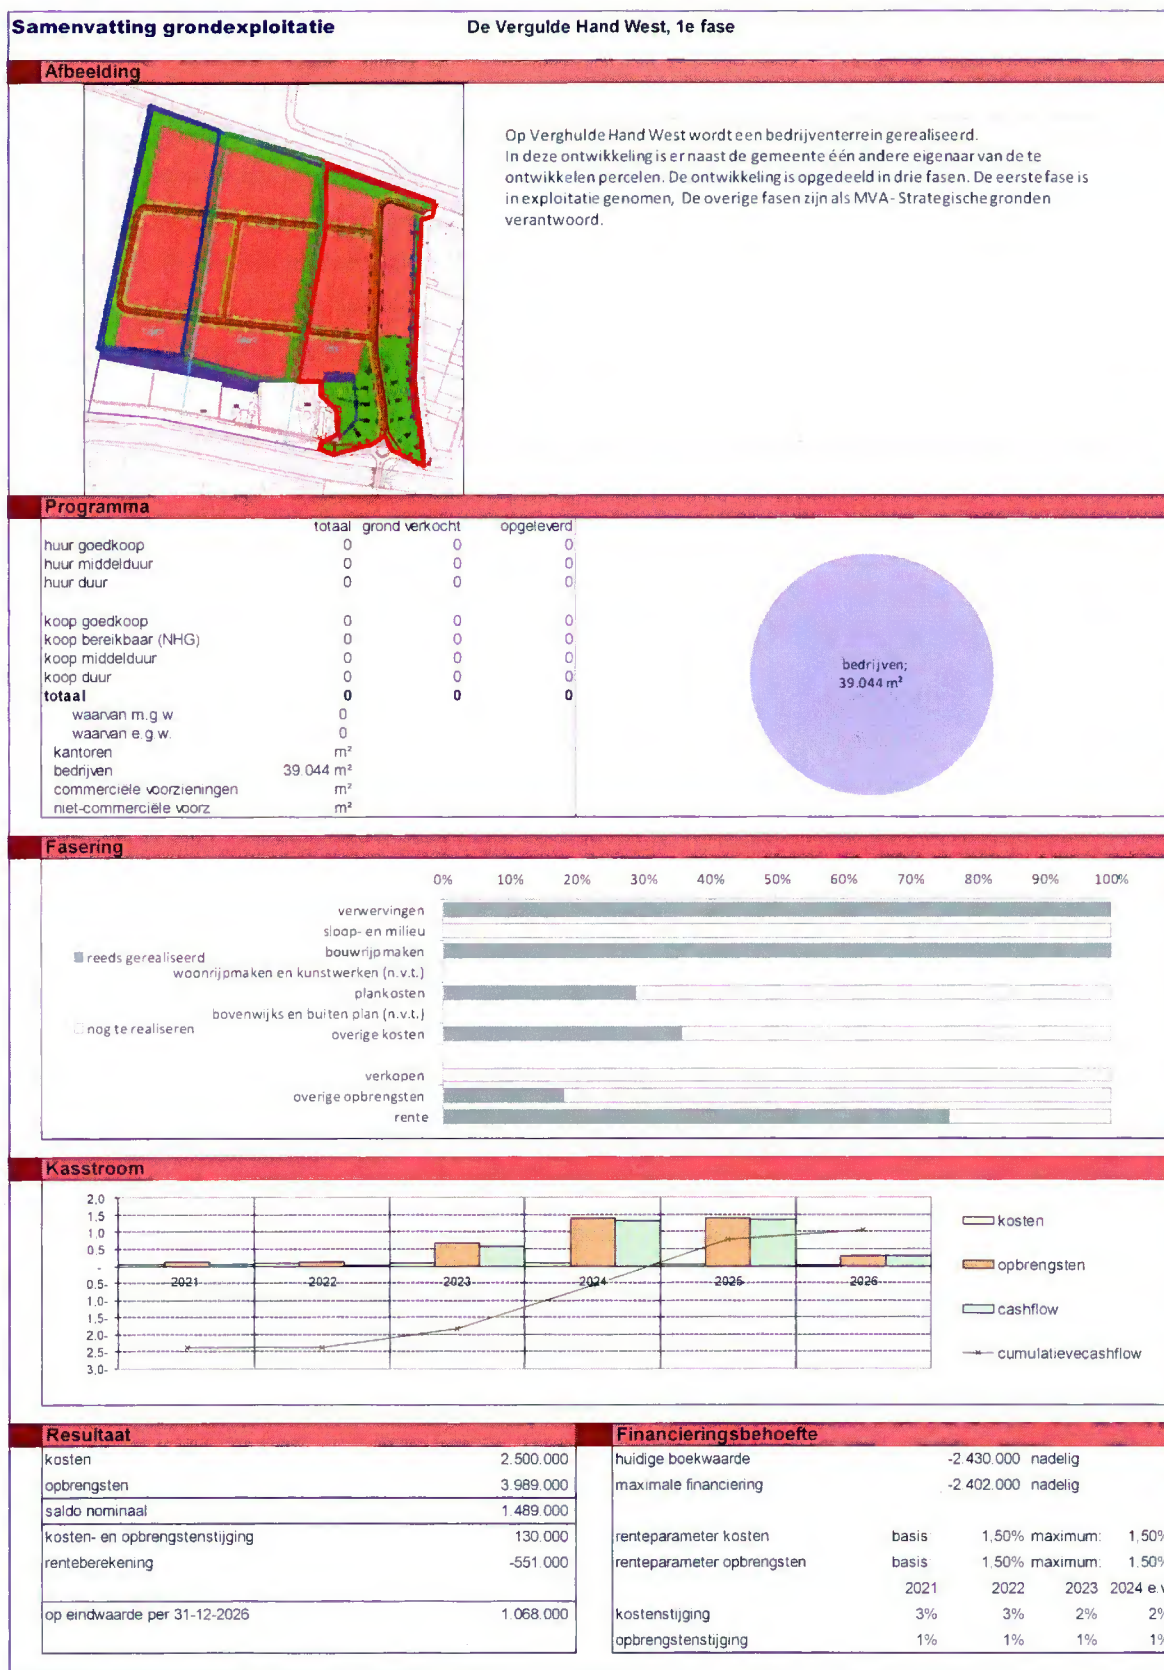 Samenvatting grondexploitatie De Vergulde Hand West, 1e fase
Afbeelding
Op Verghulde Hand West wordt een bedrijventerrein gerealiseerd.
In deze ontwikkeling is er naast de gemeente één andere eigenaar van de te
ontwikkelen percelen. De ontwikkeling is opgedeeld in drie fasen. De eerste fase is
in exploitatie genomen, De overige fasen zijn als MVA- Strategische gronden
verantwoord.
Programma
totaal grond verkocht opgeleverd
huur goedkoop 0 0 0
huur middelduur 0 0 0
huur duur 0 0 0
koop goedkoop 0 0 0
koop bereikbaar (NHG) 0 0 0
koop middelduur 0 0 0
koop duur 0 0 0
totaal 0 0 0
waarvan m.g.w 0
waarvan e.g.w. 0
kantoren m²
bedrijven 39.044 m²
commerciële voorzieningen m²
niet-commerciële voorz m²
bedrijven;
39.044 m²
Fasering
0% 10% 20% 30% 40% 50% 60% 70% 80% 90% 100%
verwervingen
sloop- en milieu
bouwrijpmaken
reeds gerealiseerd
woonrijpmaken en kunstwerken (n.v.t.)
plankosten
bovenwijks en buiten plan (n.v.t.)
nog te realiseren
overige kosten
verkopen
overige opbrengsten
rente
Kasstroom
2,0
1,5
1,0
0,5
-
0,5-
1,0-
1,5-
2,0-
2,5-
3,0-
2021 2022 2023 2024 2025 2026
kosten
opbrengsten
cashflow
cumulatievecashflow
Resultaat
kosten 2.500.000
opbrengsten 3.989.000
saldo nominaal 1.489.000
kosten- en opbrengstenstijging 130.000
renteberekening -551.000
op eindwaarde per 31-12-2026 1.068.000
Financieringsbehoefte
huidige boekwaarde -2.430.000 nadelig
maximale financiering -2.402.000 nadelig
renteparameter kosten basis 1,50% maximum: 1,50%
renteparameter opbrengsten basis 1,50% maximum: 1,50%
2021 2022 2023 2024 e.v
kostenstijging 3% 3% 2% 2%
opbrengstenstijging 1% 1% 1% 1%